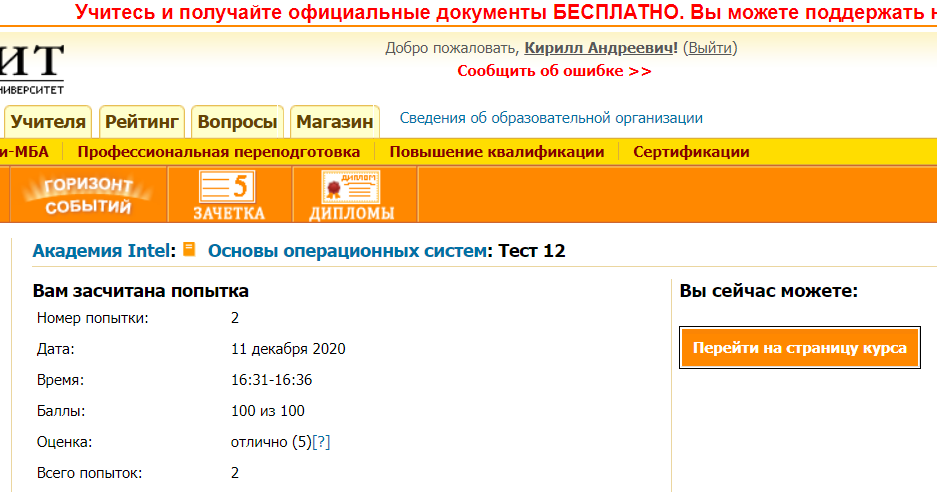 Учитесь и получайте официальные документы БЕСПЛАТНО. Вы можете поддержать
ИТ
НИВЕРСИТЕТ
Добро пожаловать, Кирилл Андреевич! (Выйти)
Сообщить об ошибке >>
Учителя Рейтинг Вопросы Магазин Сведения об образовательной организации
и-МБА Профессиональная переподготовка Повышение квалификации Сертификации
ГОРИЗОНТ СОБЫТИЙ
5 ЗАЧЕТКА
ДИПЛОМ ДИПЛОМЫ
Академия Intel: Основы операционных систем: Тест 12
Вам засчитана попытка
Номер попытки: 2
Дата: 11 декабря 2020
Время: 16:31-16:36
Баллы: 100 из 100
Оценка: отлично (5)[?]
Всего попыток: 2
Вы сейчас можете:
Перейти на страницу курса